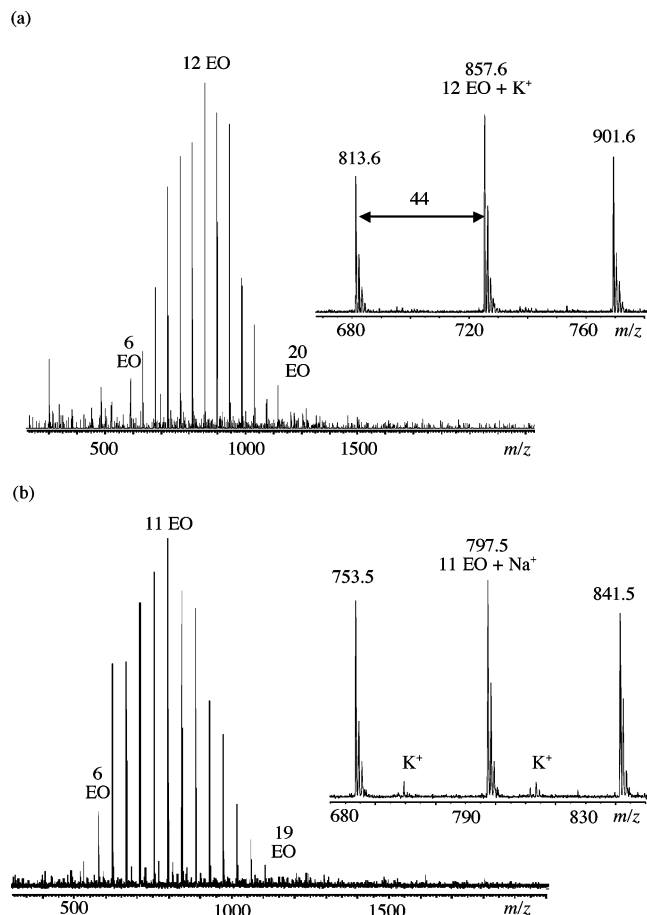 (a)
12 EO
6
EO
20
EO
500
1000
1500
m/z
857.6
12 EO + K⁺
813.6
901.6
44
680
720
760
m/z
(b)
11 EO
6
EO
19
EO
500
1000
1500
m/z
797.5
11 EO + Na⁺
753.5
841.5
K⁺
K⁺
680
790
830
m/z